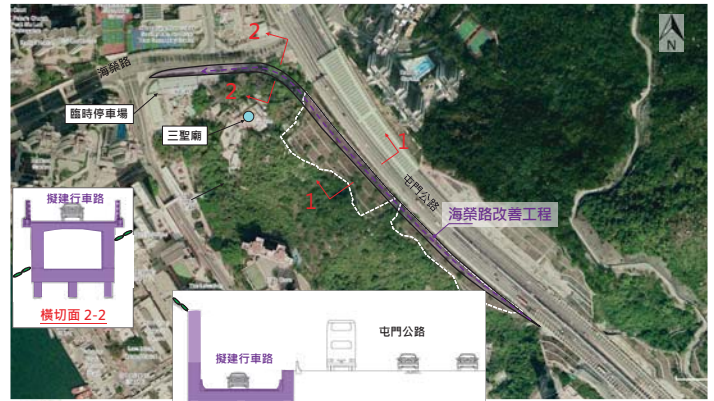 N
2
海榮路
2
臨時停車場
三聖廟
1
屯門公路
1
海榮路改善工程
擬建行車路
橫切面 2-2
屯門公路
擬建行車路